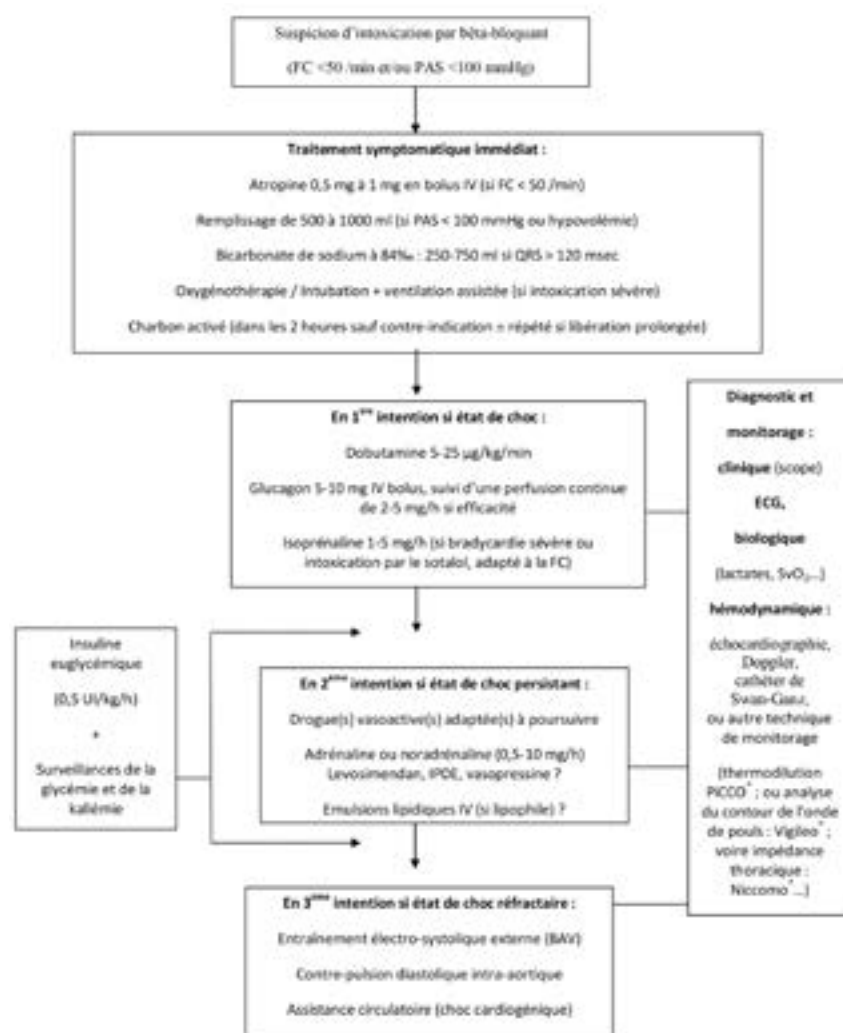 Suspicion d'intoxication par bêta-bloquant
(FC <50 /min et/ou PAS <100 mmHg)
Traitement symptomatique immédiat :
Atropine 0,5 mg à 1 mg en bolus IV (si FC < 50 /min)
Remplissage de 500 à 1000 ml (si PAS < 100 mmHg ou hypovolémie)
Bicarbonate de sodium à 84‰ : 250-750 ml si QRS > 120 msec
Oxygénothérapie / Intubation + ventilation assistée (si intoxication sévère)
Charbon activé (dans les 2 heures sauf contre-indication ± répété si libération prolongée)
En 1ère intention si état de choc :
Dobutamine 5-25 µg/kg/min
Glucagon 5-10 mg IV bolus, suivi d'une perfusion continue
de 2-5 mg/h si efficacité
Isoprénaline 1-5 mg/h (si bradycardie sévère ou
intoxication par le sotalol, adapté à la FC)
Insuline
euglycémique
(0,5 UI/kg/h)
+
Surveillances de la
glycémie et de la
kaliémie
En 2ème intention si état de choc persistant :
Drogue(s) vasoactive(s) adaptée(s) à poursuivre
Adrénaline ou noradrénaline (0,5-10 mg/h)
Levosimendan, IPDE, vasopressine ?
Emulsions lipidiques IV (si lipophile) ?
En 3ème intention si état de choc réfractaire :
Entraînement électro-systolique externe (BAV)
Contre-pulsion diastolique intra-aortique
Assistance circulatoire (choc cardiogénique)
Diagnostic et
monitorage :
clinique (scope)
ECG,
biologique
(lactates, SvO₂...)
hémodynamique :
échocardiographie,
Doppler,
cathéter de
Swan-Ganz,
ou autre technique
de monitorage
(thermodilution
PiCCO* ; ou analyse
du contour de l'onde
de pouls : Vigileo* ;
voire impédance
thoracique :
Niccomo*...)